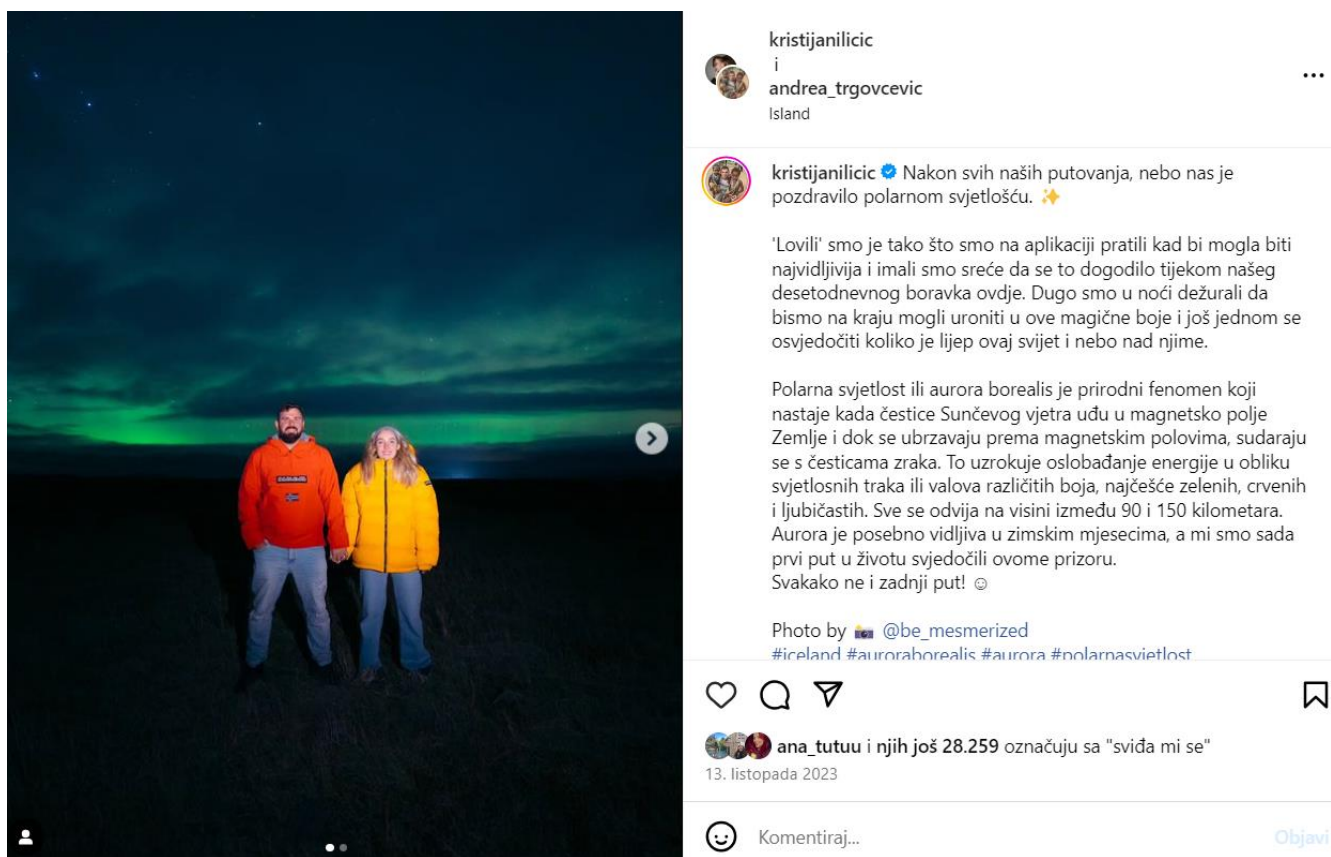 kristijanilicic
i
andrea_trgovcevic
Island
kristijanilicic Nakon svih naših putovanja, nebo nas je
pozdravilo polarnom svjetlošću. ✨
'Lovili' smo je tako što smo na aplikaciji pratili kad bi mogla biti
najvidljivija i imali smo sreće da se to dogodilo tijekom našeg
desetodnevnog boravka ovdje. Dugo smo u noći dežurali da
bismo na kraju mogli uroniti u ove magične boje i još jednom se
osvjedočiti koliko je lijep ovaj svijet i nebo nad njime.
Polarna svjetlost ili aurora borealis je prirodni fenomen koji
nastaje kada čestice Sunčevog vjetra uđu u magnetsko polje
Zemlje i dok se ubrzavaju prema magnetskim polovima, sudaraju
se s česticama zraka. To uzrokuje oslobađanje energije u obliku
svjetlosnih traka ili valova različitih boja, najčešće zelenih, crvenih
i ljubičastih. Sve se odvija na visini između 90 i 150 kilometara.
Aurora je posebno vidljiva u zimskim mjesecima, a mi smo sada
prvi put u životu svjedočili ovome prizoru.
Svakako ne i zadnji put! ☺
Photo by 📸 @be_mesmerized
#iceland #auroraborealis #aurora #polarnasvjetlost
ana_tutuu i njih još 28.259 označuju sa "sviđa mi se"
13. listopada 2023
Komentiraj...
Objavi